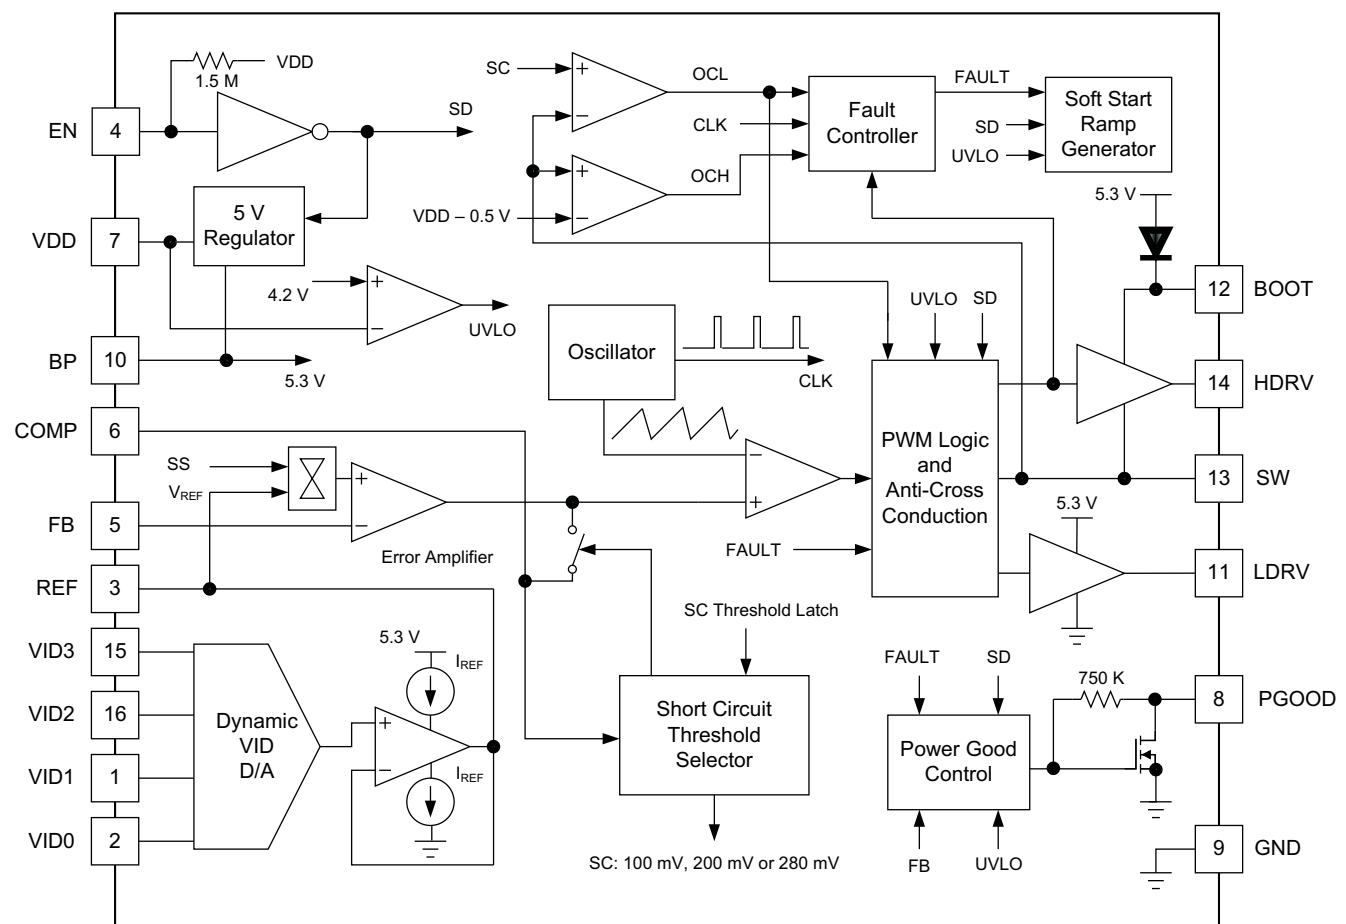 VDD
1.5 M
EN
4
SD
SC
+
−
OCL
CLK
Fault
Controller
FAULT
SD
UVLO
Soft Start
Ramp
Generator
+
−
OCH
VDD – 0.5 V
5 V
Regulator
VDD
7
4.2 V
+
−
UVLO
BP
10
5.3 V
5.3 V
12
BOOT
Oscillator
CLK
UVLO
SD
14
HDRV
COMP
6
SS
VREF
+
−
FB
5
Error Amplifier
−
+
PWM Logic
and
Anti-Cross
Conduction
FAULT
13
SW
5.3 V
11
LDRV
REF
3
SC Threshold Latch
VID3
15
VID2
16
VID1
1
VID0
2
Dynamic
VID
D/A
5.3 V
IREF
+
−
IREF
Short Circuit
Threshold
Selector
SC: 100 mV, 200 mV or 280 mV
FAULT
SD
Power Good
Control
FB
UVLO
750 K
8
PGOOD
9
GND